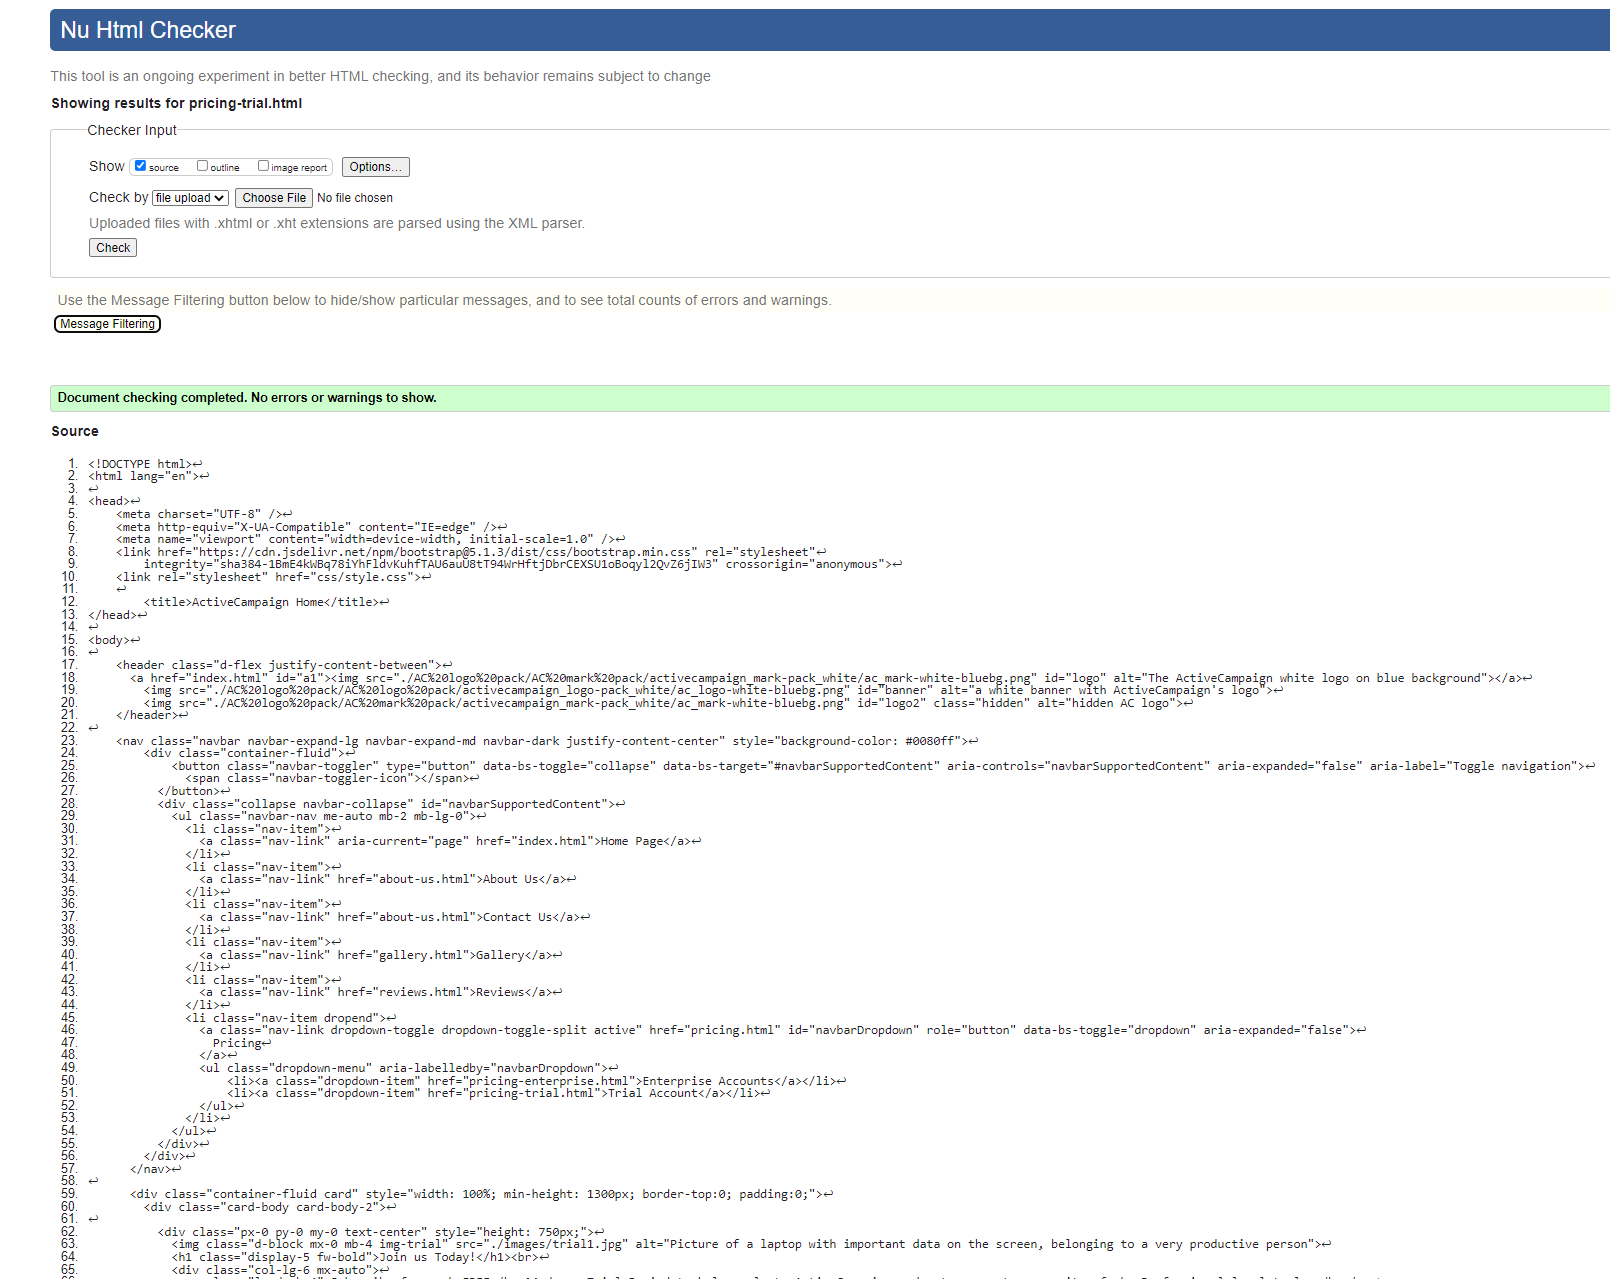 Nu Html Checker
This tool is an ongoing experiment in better HTML checking, and its behavior remains subject to change
Showing results for pricing-trial.html
Checker Input
Show source outline image report Options...
Check by file upload Choose File No file chosen
Uploaded files with .xhtml or .xht extensions are parsed using the XML parser.
Check
Use the Message Filtering button below to hide/show particular messages, and to see total counts of errors and warnings.
Message Filtering
Document checking completed. No errors or warnings to show.
Source
1. <!DOCTYPE html>↩
2. <html lang="en">↩
3. ↩
4. <head>↩
5. <meta charset="UTF-8" />↩
6. <meta http-equiv="X-UA-Compatible" content="IE=edge" />↩
7. <meta name="viewport" content="width=device-width, initial-scale=1.0" />↩
8. <link href="https://cdn.jsdelivr.net/npm/bootstrap@5.1.3/dist/css/bootstrap.min.css" rel="stylesheet"↩
9. integrity="sha384-1BmE4kWBq78iYhFldvKuhfTAU6auU8tT94WrHftjDbrCEXSU1oBoqyl2QvZ6jIW3" crossorigin="anonymous">↩
10. <link rel="stylesheet" href="css/style.css">↩
11. ↩
12. <title>ActiveCampaign Home</title>↩
13. </head>↩
14. ↩
15. <body>↩
16. ↩
17. <header class="d-flex justify-content-between">↩
18. <a href="index.html" id="a1"><img src="./AC%20logo%20pack/AC%20mark%20pack/activecampaign_mark-pack_white/ac_mark-white-bluebg.png" id="logo" alt="The ActiveCampaign white logo on blue background"></a>↩
19. <img src="./AC%20logo%20pack/AC%20logo%20pack/activecampaign_logo-pack_white/ac_logo-white-bluebg.png" id="banner" alt="a white banner with ActiveCampaign's logo">↩
20. <img src="./AC%20logo%20pack/AC%20mark%20pack/activecampaign_mark-pack_white/ac_mark-white-bluebg.png" id="logo2" class="hidden" alt="hidden AC logo">↩
21. </header>↩
22. ↩
23. <nav class="navbar navbar-expand-lg navbar-expand-md navbar-dark justify-content-center" style="background-color: #0080ff">↩
24. <div class="container-fluid">↩
25. <button class="navbar-toggler" type="button" data-bs-toggle="collapse" data-bs-target="#navbarSupportedContent" aria-controls="navbarSupportedContent" aria-expanded="false" aria-label="Toggle navigation">↩
26. <span class="navbar-toggler-icon"></span>↩
27. </button>↩
28. <div class="collapse navbar-collapse" id="navbarSupportedContent">↩
29. <ul class="navbar-nav me-auto mb-2 mb-lg-0">↩
30. <li class="nav-item">↩
31. <a class="nav-link" aria-current="page" href="index.html">Home Page</a>↩
32. </li>↩
33. <li class="nav-item">↩
34. <a class="nav-link" href="about-us.html">About Us</a>↩
35. </li>↩
36. <li class="nav-item">↩
37. <a class="nav-link" href="about-us.html">Contact Us</a>↩
38. </li>↩
39. <li class="nav-item">↩
40. <a class="nav-link" href="gallery.html">Gallery</a>↩
41. </li>↩
42. <li class="nav-item">↩
43. <a class="nav-link" href="reviews.html">Reviews</a>↩
44. </li>↩
45. <li class="nav-item dropend">↩
46. <a class="nav-link dropdown-toggle dropdown-toggle-split active" href="pricing.html" id="navbarDropdown" role="button" data-bs-toggle="dropdown" aria-expanded="false">↩
47. Pricing↩
48. </a>↩
49. <ul class="dropdown-menu" aria-labelledby="navbarDropdown">↩
50. <li><a class="dropdown-item" href="pricing-enterprise.html">Enterprise Accounts</a></li>↩
51. <li><a class="dropdown-item" href="pricing-trial.html">Trial Account</a></li>↩
52. </ul>↩
53. </li>↩
54. </ul>↩
55. </div>↩
56. </div>↩
57. </nav>↩
58. ↩
59. <div class="container-fluid card" style="width: 100%; min-height: 1300px; border-top:0; padding:0;">↩
60. <div class="card-body card-body-2">↩
61. ↩
62. <div class="px-0 py-0 my-0 text-center" style="height: 750px;">↩
63. <img class="d-block mx-0 mb-4 img-trial" src="./images/trial1.jpg" alt="Picture of a laptop with important data on the screen, belonging to a very productive person">↩
64. <h1 class="display-5 fw-bold">Join us Today!</h1><br>↩
65. <div class="col-lg-6 mx-auto">↩